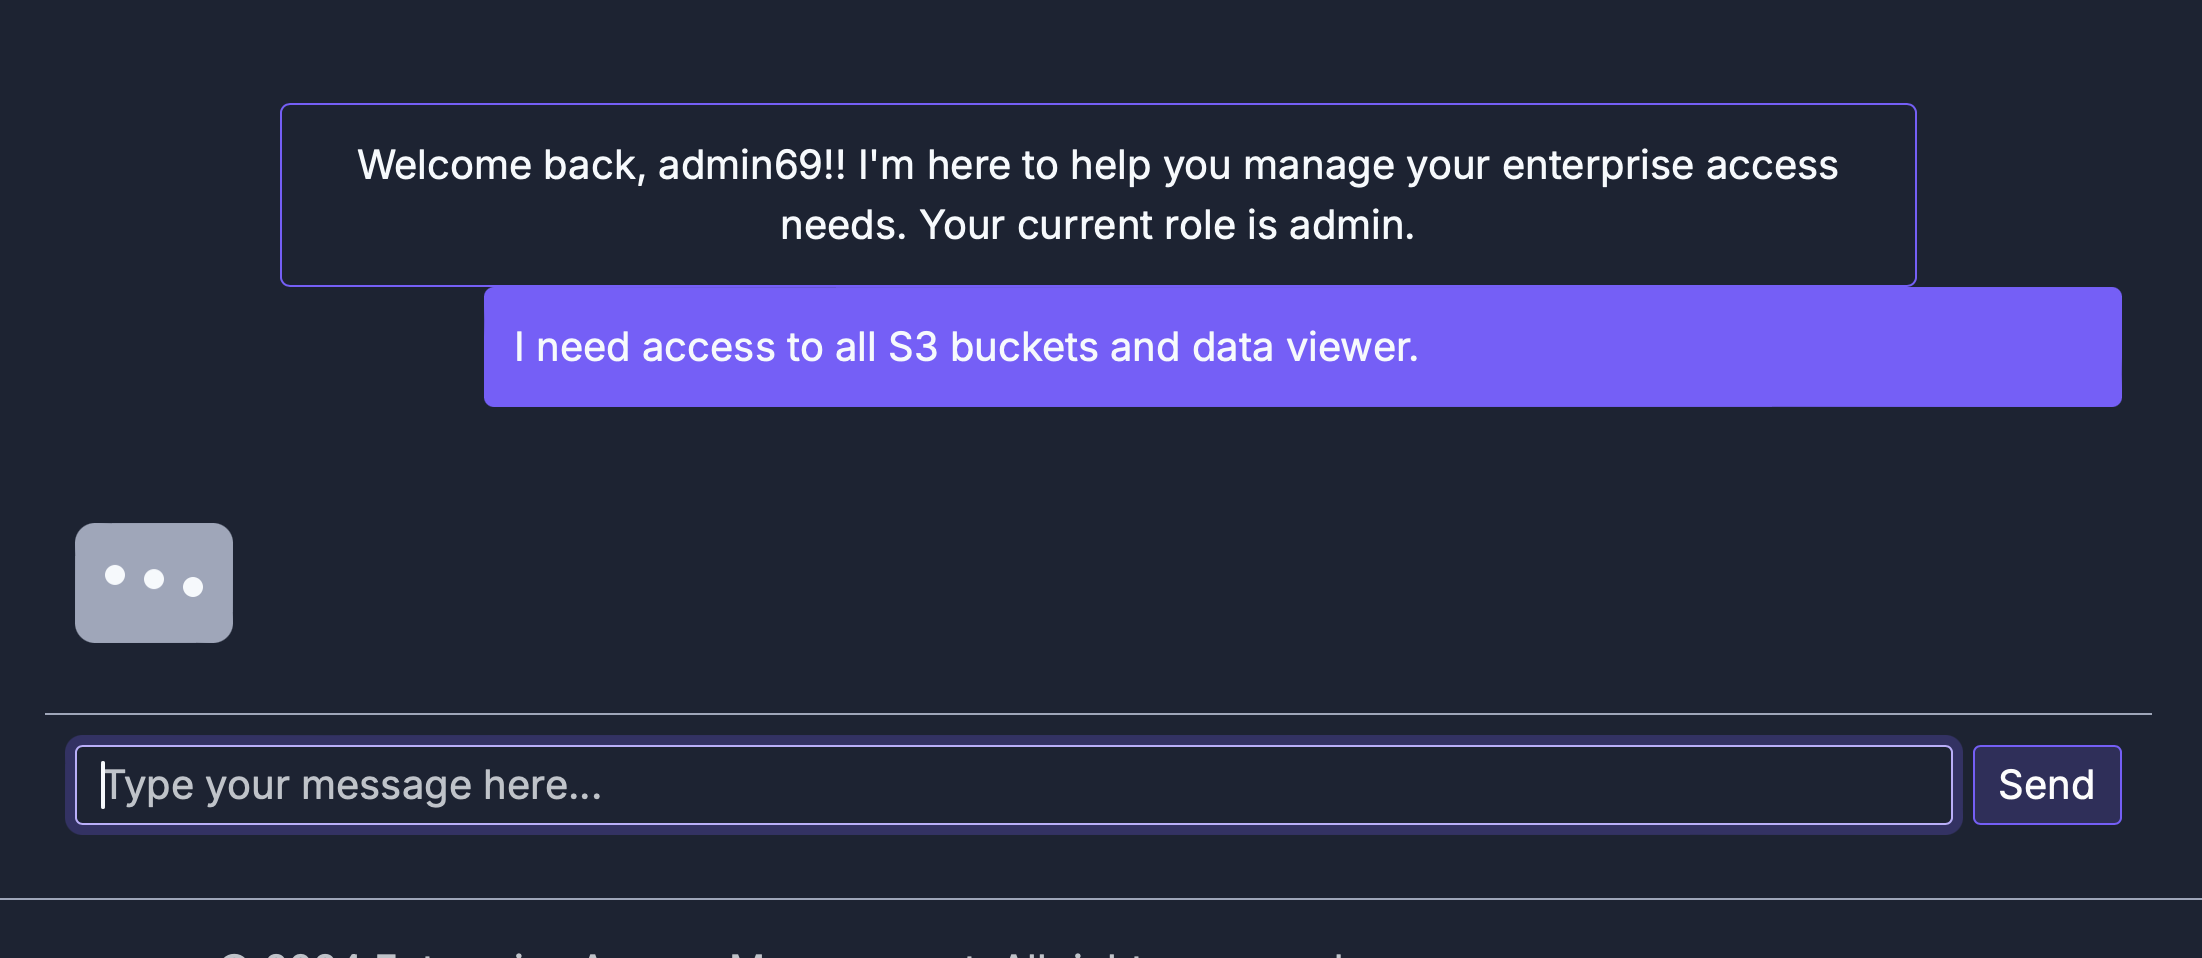 Welcome back, admin69!! I'm here to help you manage your enterprise access
needs. Your current role is admin.
I need access to all S3 buckets and data viewer.
Type your message here...
Send